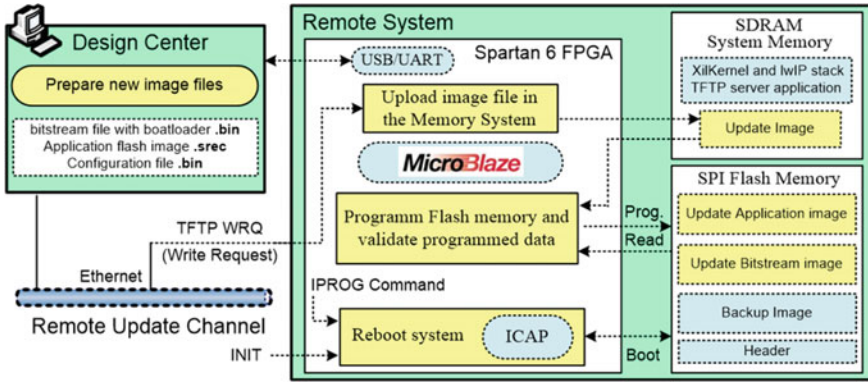 Design Center
Prepare new image files
bitstream file with boatloader .bin
Application flash image .srec
Configuration file .bin
TFTP WRQ
(Write Request)
Ethernet
Remote Update Channel
INIT
Remote System
Spartan 6 FPGA
USB/UART
Upload image file in
the Memory System
MicroBlaze
Programm Flash memory and
validate programmed data
IPROG Command
Reboot system
ICAP
Prog.
Read
Boot
SDRAM
System Memory
XilKernel and lwIP stack
TFTP server application
Update Image
SPI Flash Memory
Update Application image
Update Bitstream image
Backup Image
Header